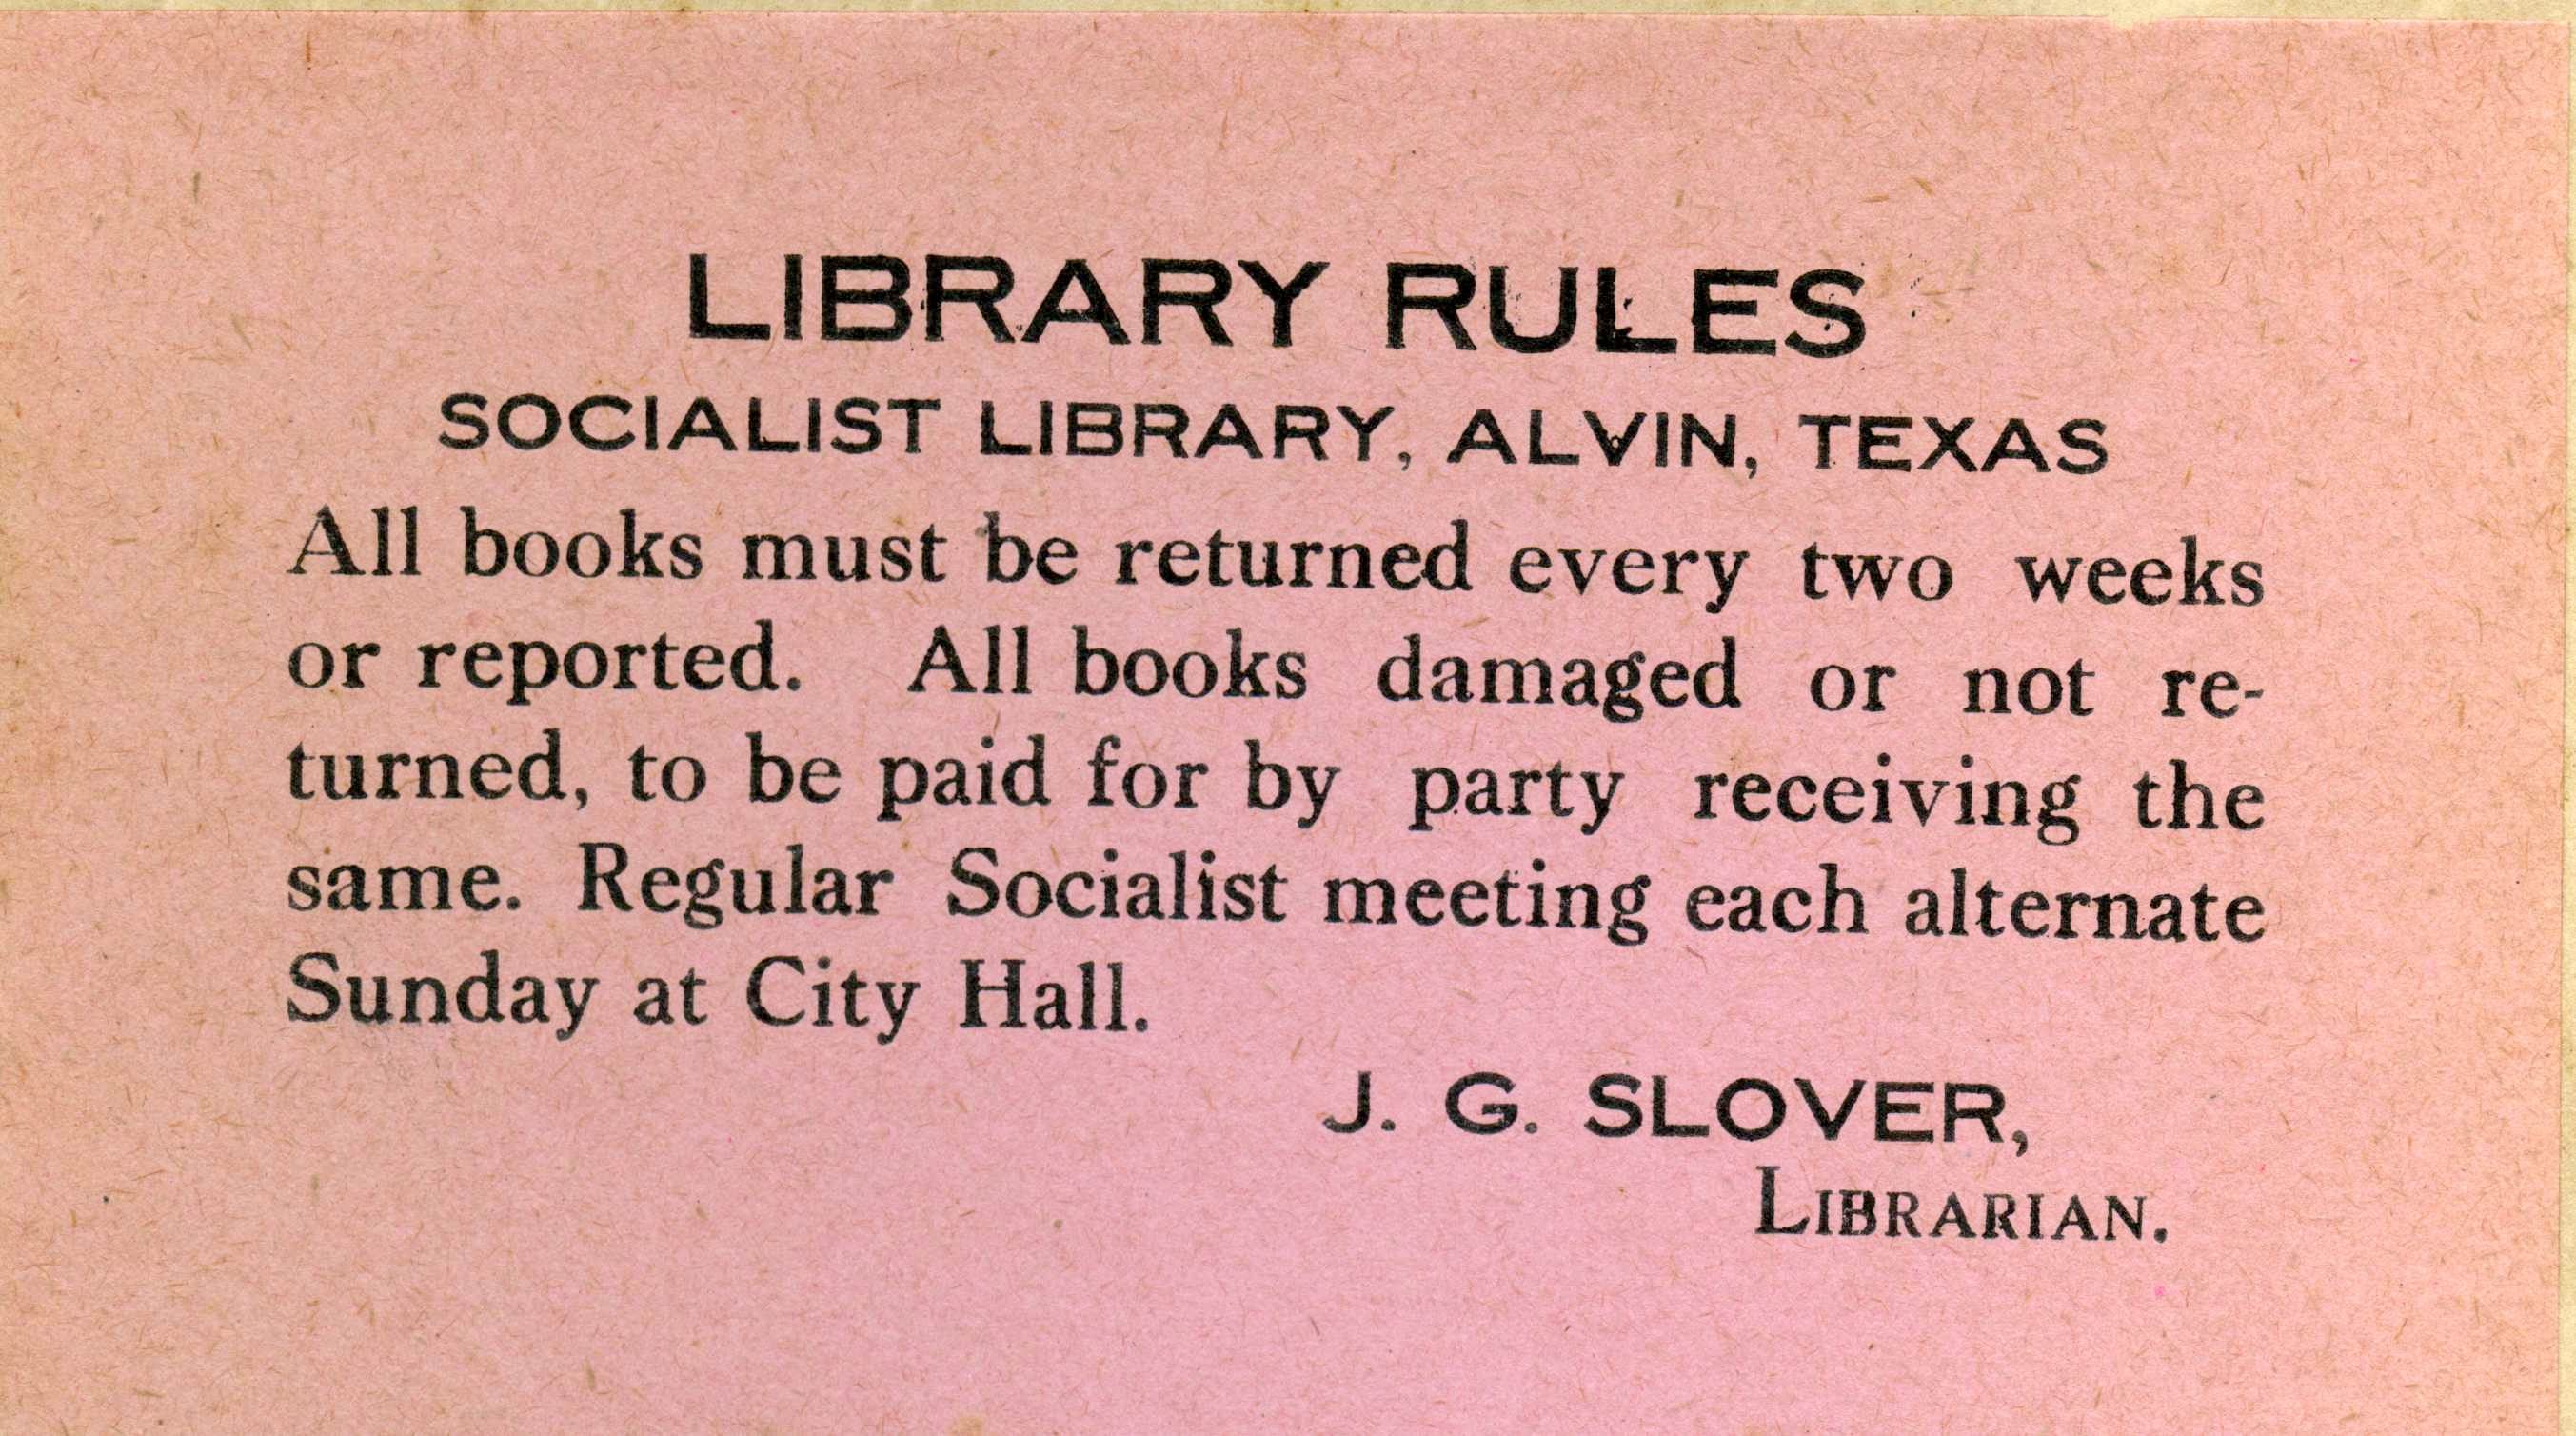 LIBRARY RULES
SOCIALIST LIBRARY, ALVIN, TEXAS
All books must be returned every two weeks
or reported. All books damaged or not re-
turned, to be paid for by party receiving the
same. Regular Socialist meeting each alternate
Sunday at City Hall.
J. G. SLOVER,
LIBRARIAN.